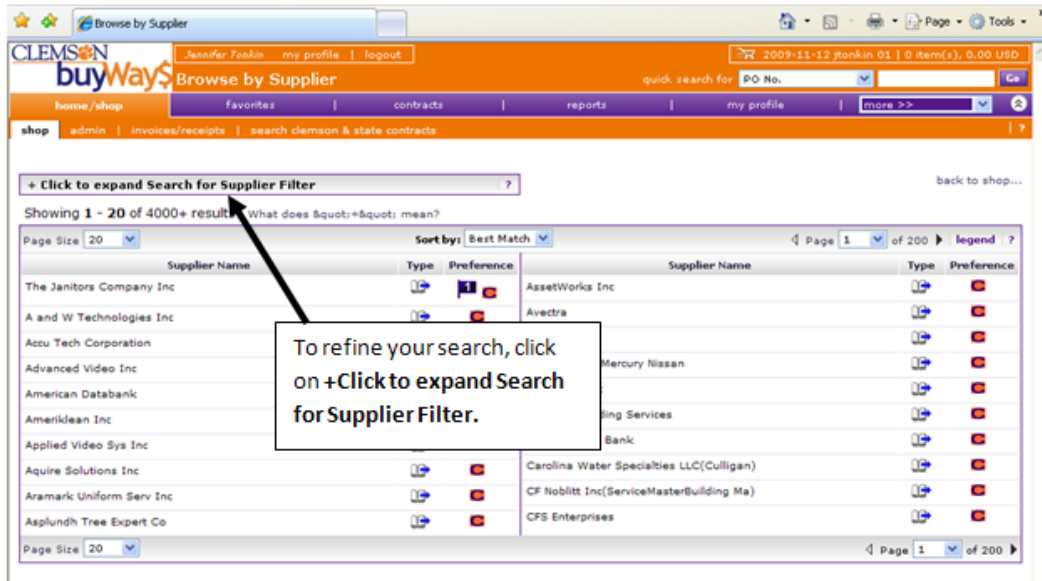 Browse by Supplier
Page
Tools
CLEMSON
buyWay$
Jennifer Tonkin my profile | logout
2009-11-12 jtonkin 01 | 0 item(s), 0.00 USD
Browse by Supplier
quick search for PO No. Go
home/shop favorites | contracts | reports | my profile | more >>
shop admin | invoices/receipts | search clemson & state contracts | ?
+ Click to expand Search for Supplier Filter ?
back to shop...
Showing 1 - 20 of 4000+ What does &quot;+&quot; mean?
Page Size 20 Sort by: Best Match Page 1 of 200 legend ?
Supplier Name Type Preference Supplier Name Type Preference
The Janitors Company Inc 1 AssetWorks Inc
A and W Technologies Inc Avectra
Accu Tech Corporation
Advanced Video Inc Mercury Nissan
American Databank
Ameriklean Inc Services
Applied Video Sys Inc Bank
Aquire Solutions Inc Carolina Water Specialties LLC(Culligan)
Aramark Uniform Serv Inc CF Noblitt Inc(ServiceMasterBuilding Ma)
Asplundh Tree Expert Co CFS Enterprises
Page Size 20 Page 1 of 200
To refine your search, click
on +Click to expand Search
for Supplier Filter.